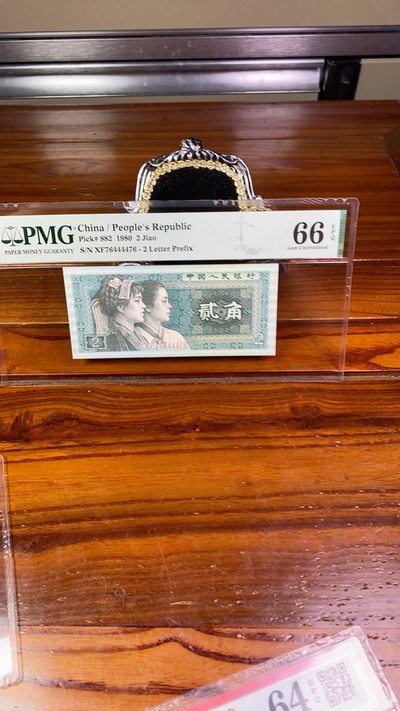 PMG
PAPER MONEY GUARANTY
China / People's Republic
Pick# 882 1980 2 Jiao
S/N XF76444476 - 2 Letter Prefix
66 EPQ
Gem Uncirculated
中国人民银行
贰角
2
2
64 EPQ